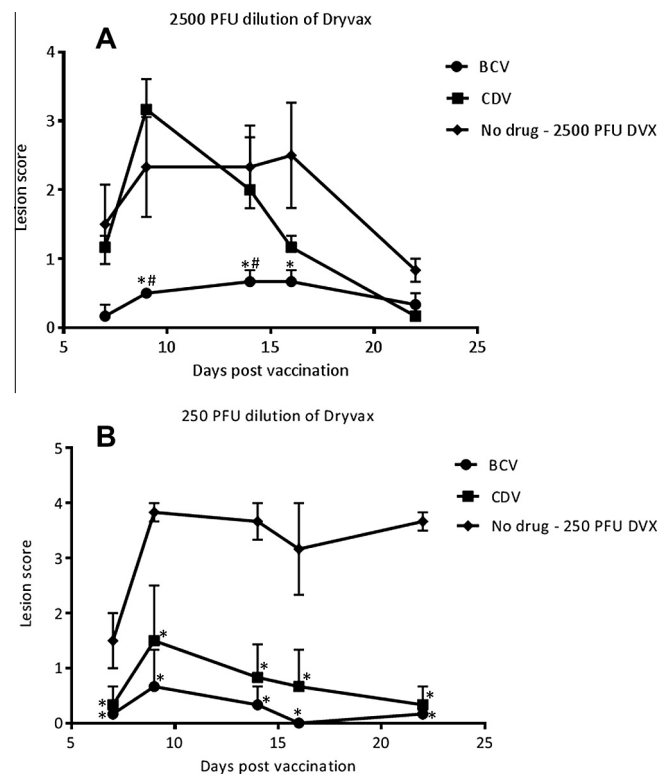 2500 PFU dilution of Dryvax
A
4
3
2
1
0
Lesion score
*#
*#
*
5
10
15
20
25
Days post vaccination
BCV
CDV
No drug - 2500 PFU DVX
250 PFU dilution of Dryvax
B
5
4
3
2
1
0
Lesion score
*
*
*
*
*
*
*
*
*
*
5
10
15
20
25
Days post vaccination
BCV
CDV
No drug - 250 PFU DVX